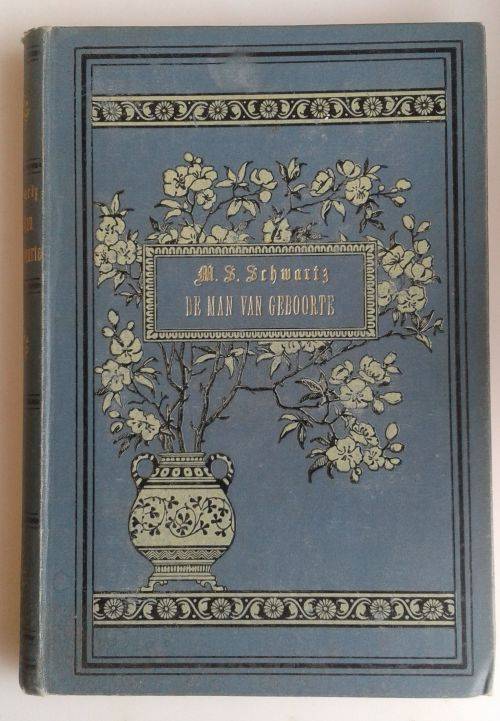 M. S. Schwartz
DE MAN VAN GEBOORTE